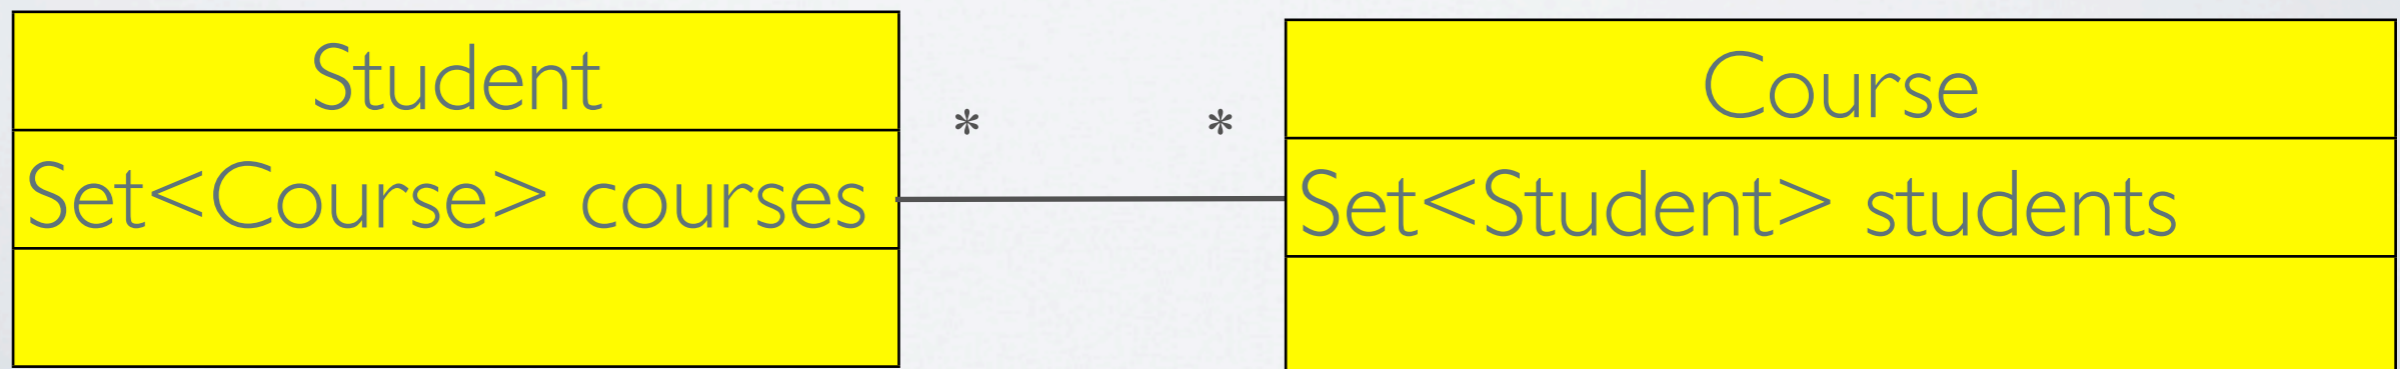 Student
Set<Course> courses
* *
Course
Set<Student> students